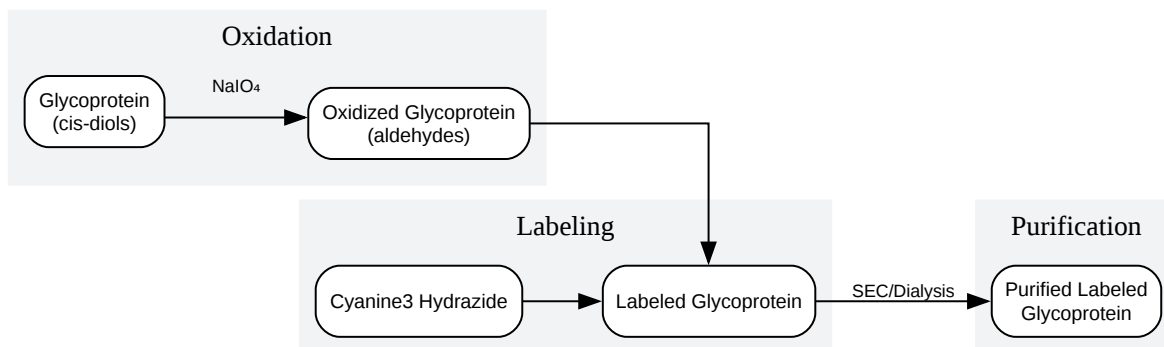 Oxidation
NaIO₄
Glycoprotein
(cis-diols)
Oxidized Glycoprotein
(aldehydes)
Labeling
Purification
Cyanine3 Hydrazide
Labeled Glycoprotein
SEC/Dialysis
Purified Labeled
Glycoprotein